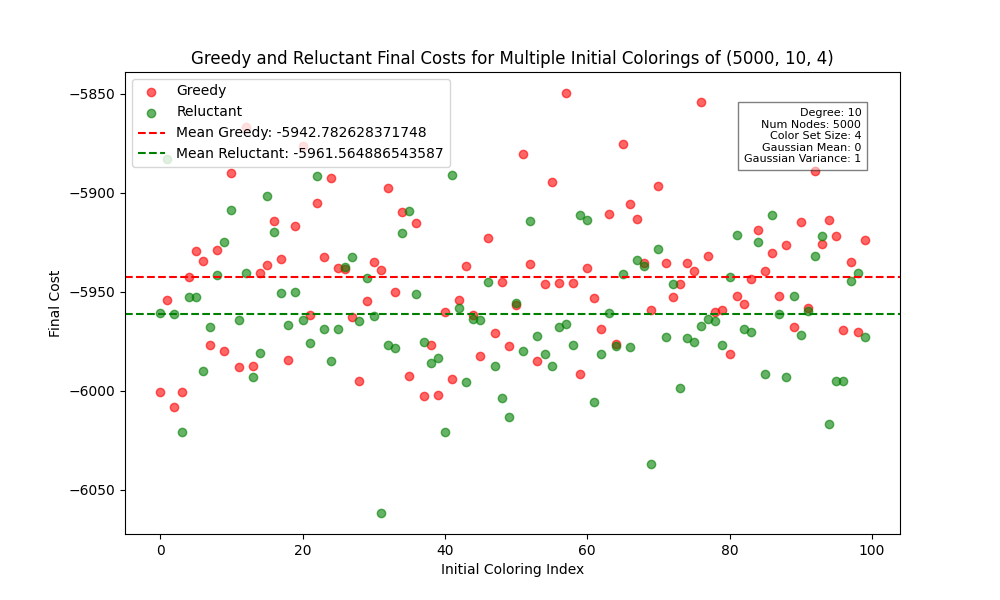 Greedy and Reluctant Final Costs for Multiple Initial Colorings of (5000, 10, 4)
Greedy
Reluctant
Mean Greedy: -5942.782628371748
Mean Reluctant: -5961.564886543587
Degree: 10
Num Nodes: 5000
Color Set Size: 4
Gaussian Mean: 0
Gaussian Variance: 1
Final Cost
−5850
−5900
−5950
−6000
−6050
0
20
40
60
80
100
Initial Coloring Index